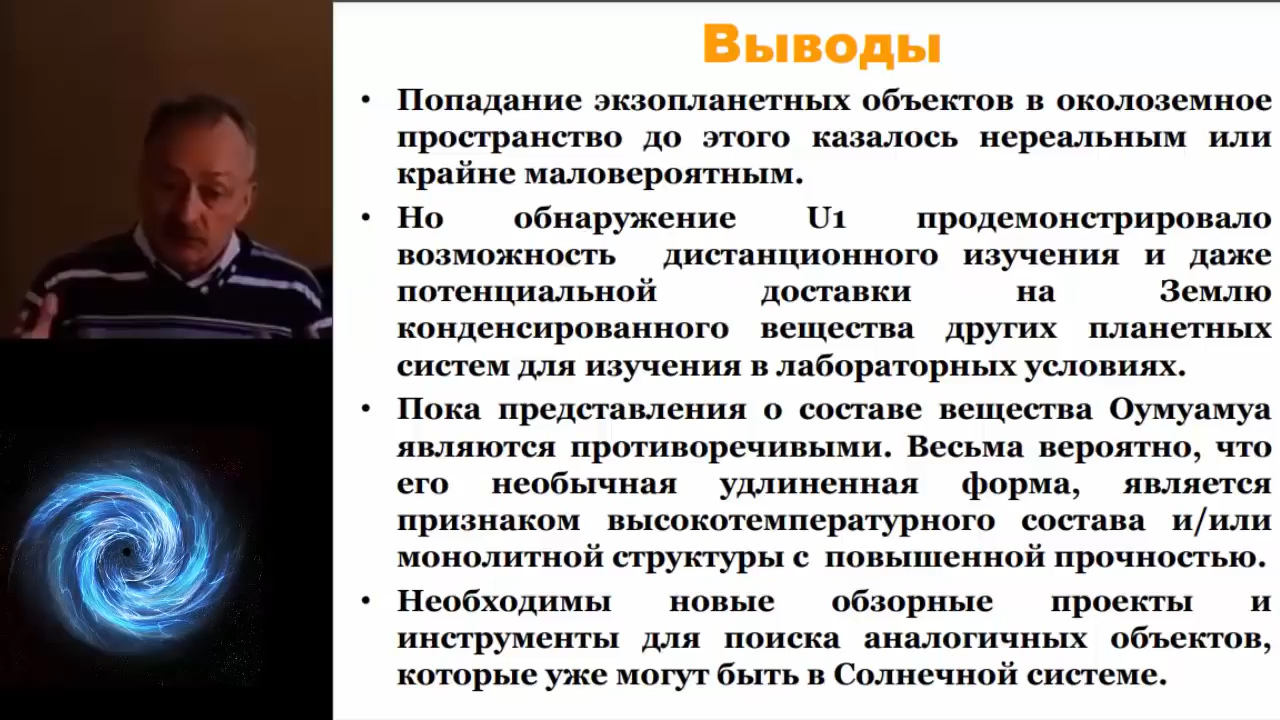 Выводы
• Попадание экзопланетных объектов в околоземное
пространство до этого казалось нереальным или
крайне маловероятным.
• Но обнаружение U1 продемонстрировало
возможность дистанционного изучения и даже
потенциальной доставки на Землю
конденсированного вещества других планетных
систем для изучения в лабораторных условиях.
• Пока представления о составе вещества Оумуамуа
являются противоречивыми. Весьма вероятно, что
его необычная удлиненная форма, является
признаком высокотемпературного состава и/или
монолитной структуры с повышенной прочностью.
• Необходимы новые обзорные проекты и
инструменты для поиска аналогичных объектов,
которые уже могут быть в Солнечной системе.